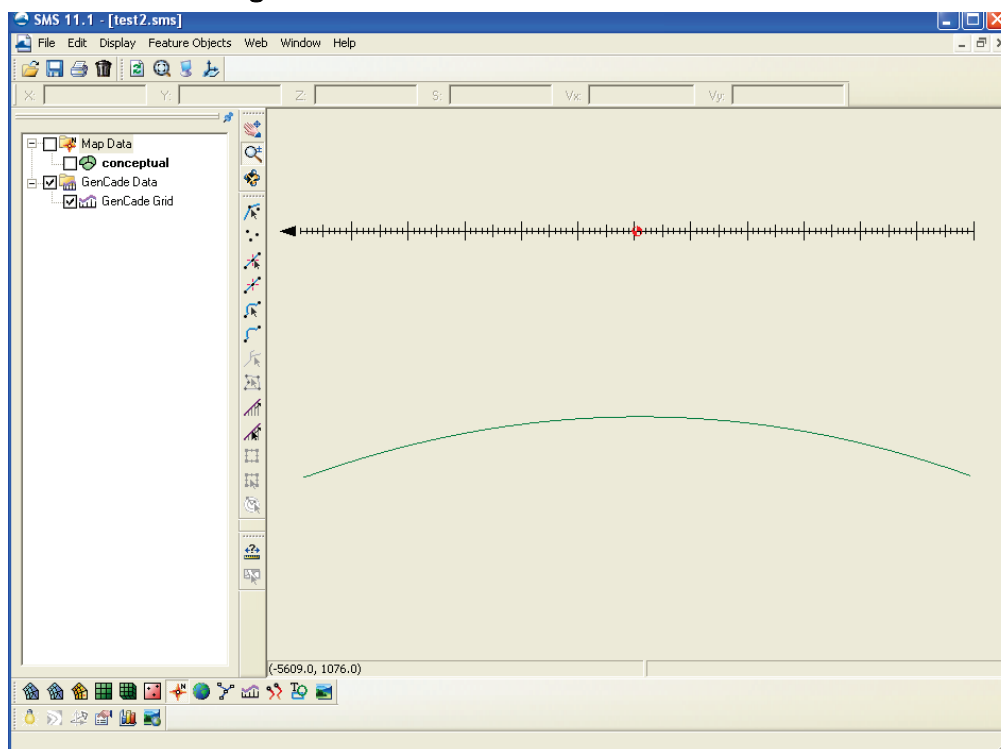 SMS 11.1 - [test2.sms]
File Edit Display Feature Objects Web Window Help
X: Y: Z: S: Vx: Vy:
Map Data
conceptual
GenCade Data
GenCade Grid
(-5609.0, 1076.0)